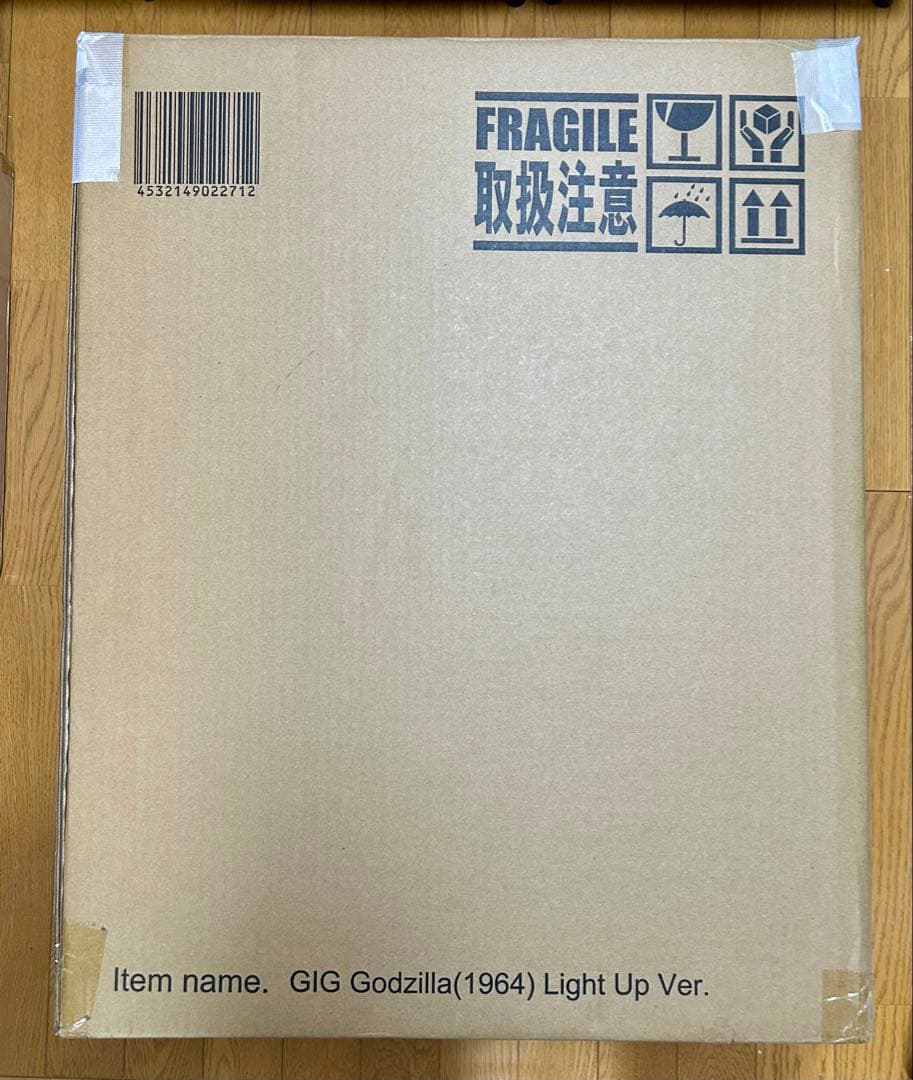 4532149022712
FRAGILE
取扱注意
Item name. GIG Godzilla(1964) Light Up Ver.